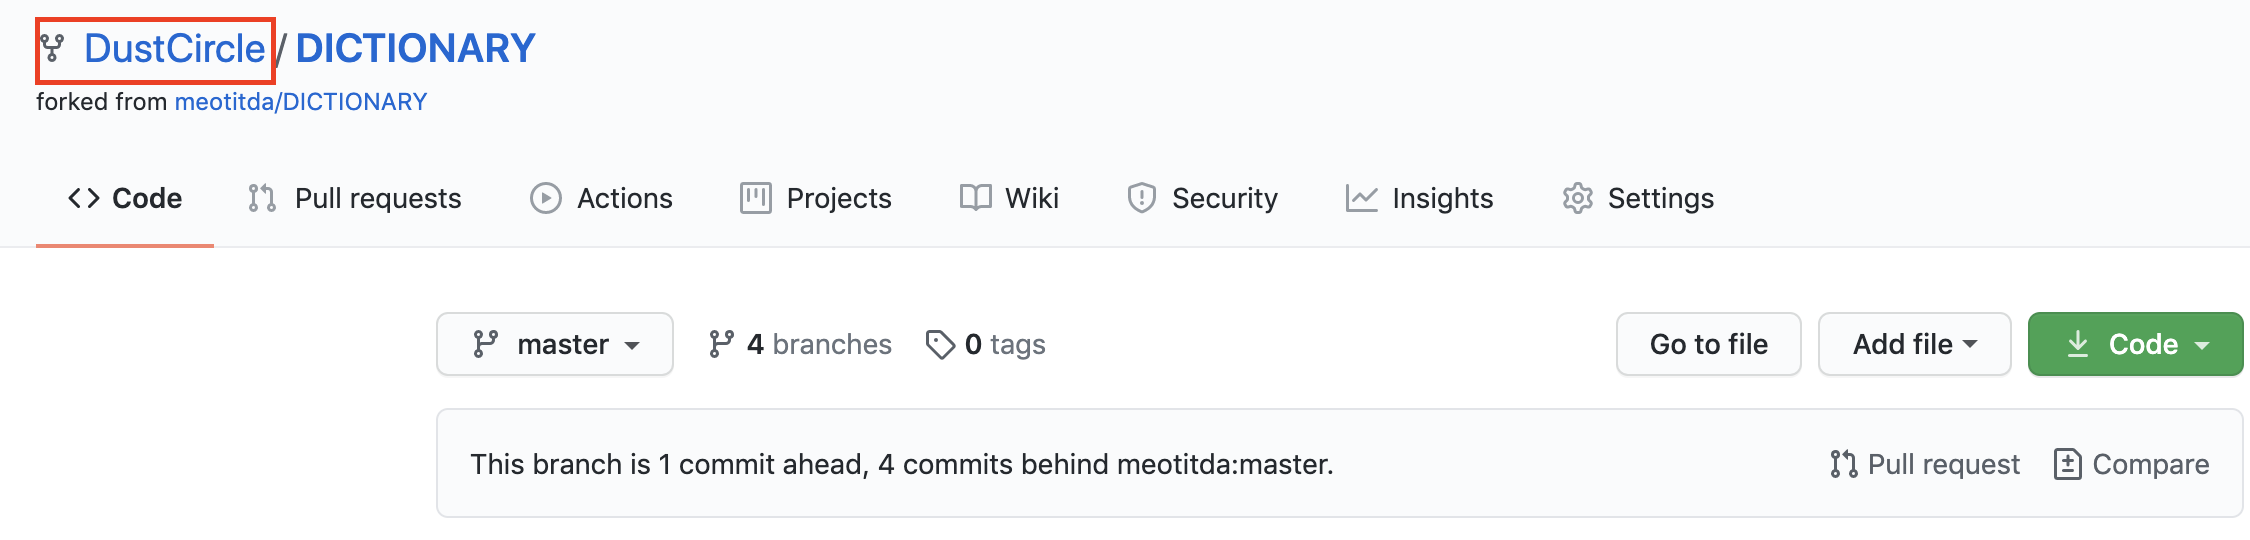 DustCircle / DICTIONARY
forked from meotitda/DICTIONARY
Code Pull requests Actions Projects Wiki Security Insights Settings
master 4 branches 0 tags Go to file Add file Code
This branch is 1 commit ahead, 4 commits behind meotitda:master. Pull request Compare